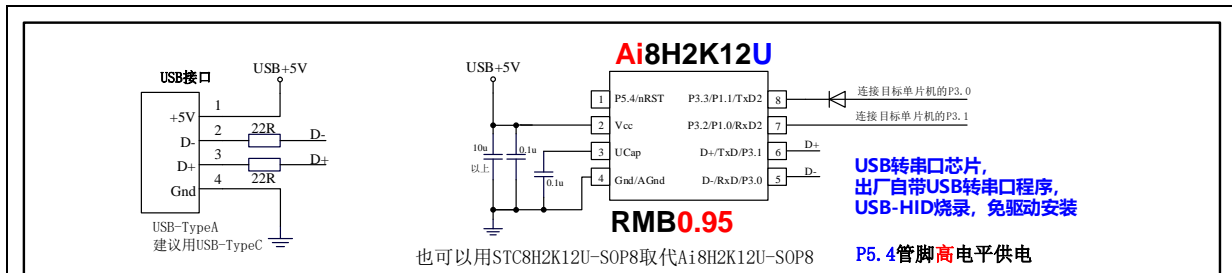 Ai8H2K12U
USB接口
USB+5V
+5V
1
D-
2
22R
D-
D+
3
22R
D+
Gnd
4
USB-TypeA
建议用USB-TypeC
USB+5V
10u
以上
0.1u
0.1u
1 P5.4/nRST
2 Vcc
3 UCap
4 Gnd/AGnd
P3.3/P1.1/TxD2 8
P3.2/P1.0/RxD2 7
D+/TxD/P3.1 6
D-/RxD/P3.0 5
连接目标单片机的P3.0
连接目标单片机的P3.1
D+
D-
RMB0.95
也可以用STC8H2K12U-SOP8取代Ai8H2K12U-SOP8
USB转串口芯片,
出厂自带USB转串口程序,
USB-HID烧录，免驱动安装
P5.4管脚高电平供电